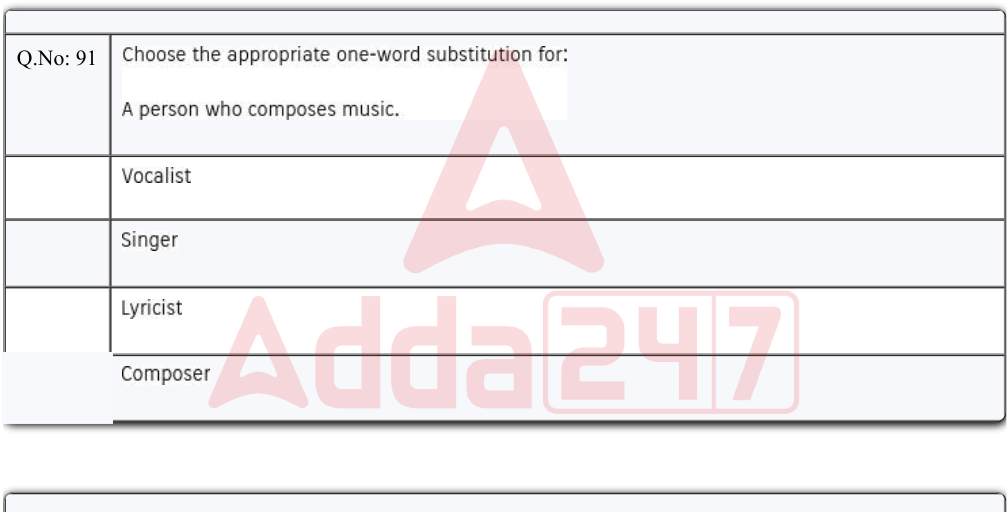 Q.No: 91
Choose the appropriate one-word substitution for:
A person who composes music.
Vocalist
Singer
Lyricist
Composer
Adda247